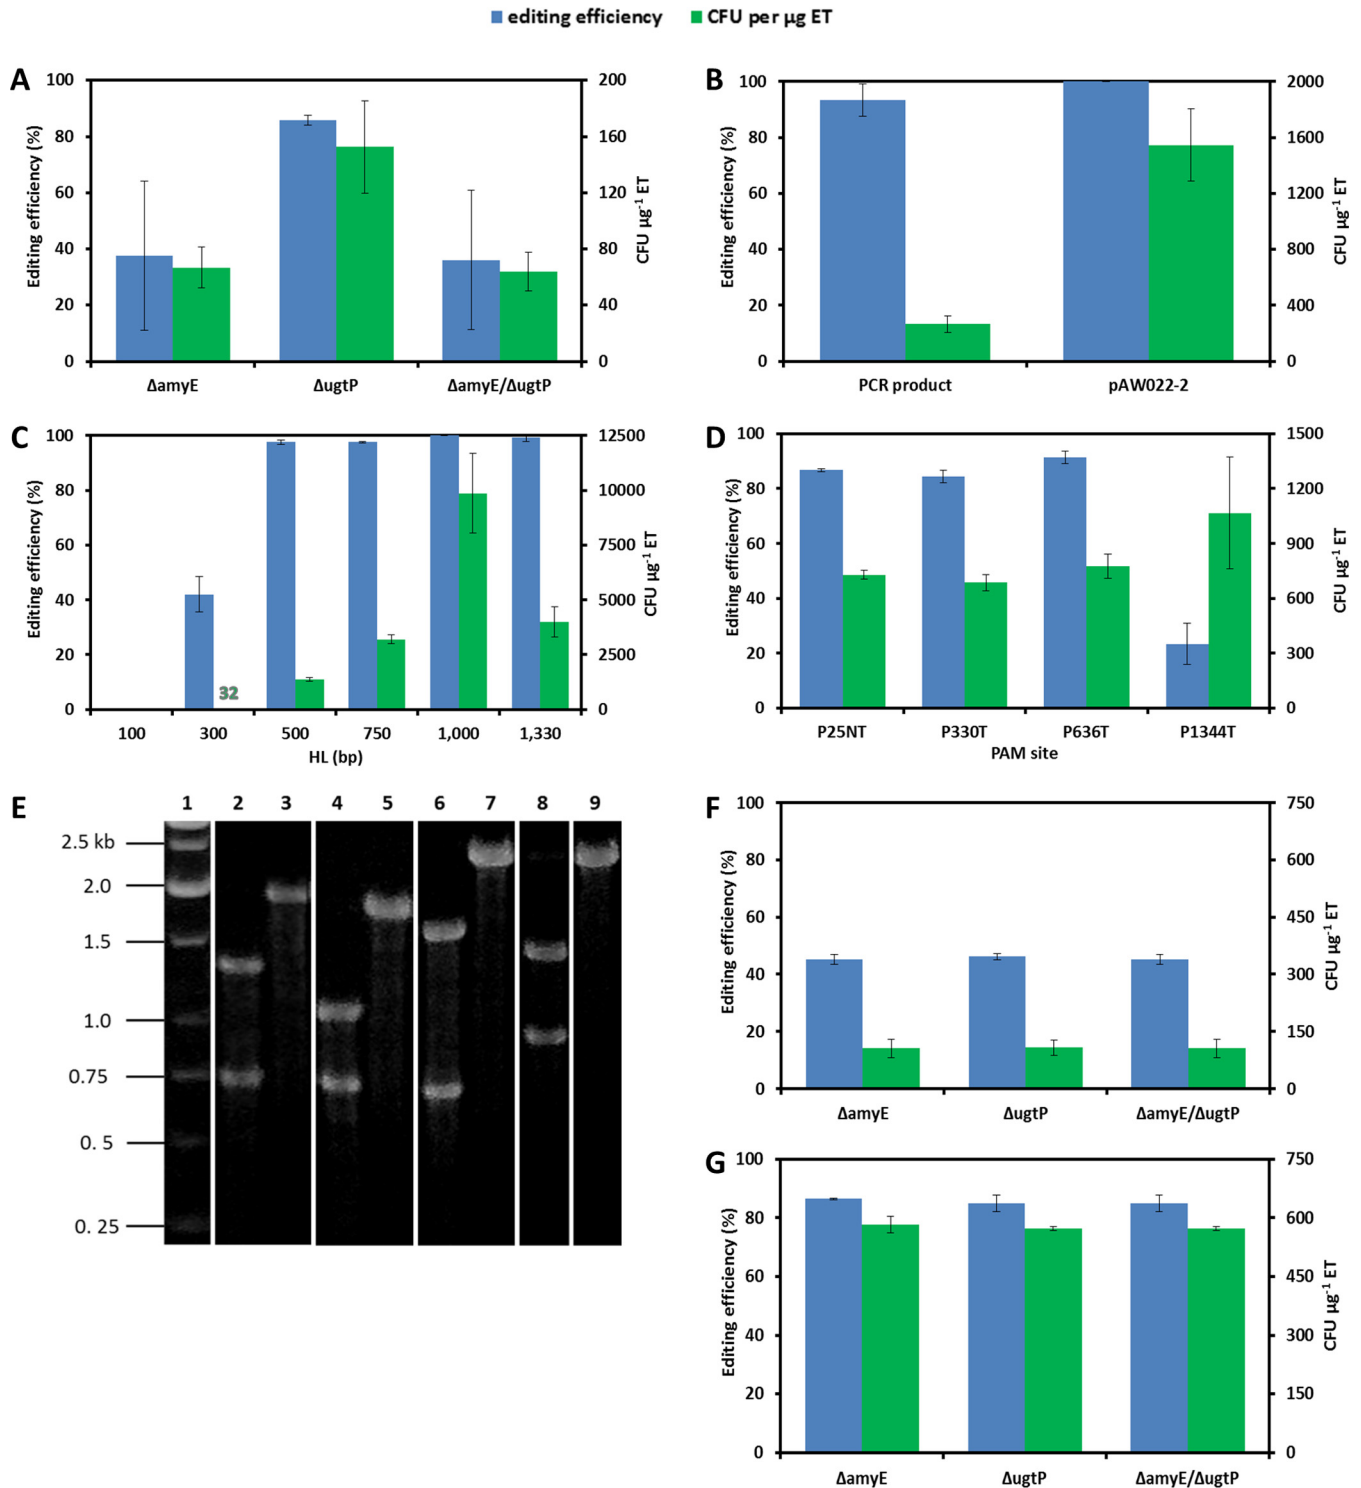 editing efficiency CFU per µg ET
A
100 200
80 160
60 120
40 80
20 40
0 0
Editing efficiency (%)
CFU µg-1 ET
ΔamyE ΔugtP ΔamyE/ΔugtP
B
100 2000
80 1600
60 1200
40 800
20 400
0 0
Editing efficiency (%)
CFU µg-1 ET
PCR product pAW022-2
C
100 12500
80 10000
60 7500
40 5000
20 2500
0 0
Editing efficiency (%)
CFU µg-1 ET
32
100 300 500 750 1,000 1,330
HL (bp)
D
100 1500
80 1200
60 900
40 600
20 300
0 0
Editing efficiency (%)
CFU µg-1 ET
P25NT P330T P636T P1344T
PAM site
E
1 2 3 4 5 6 7 8 9
2.5 kb
2.0
1.5
1.0
0.75
0. 5
0. 25
F
100 750
80 600
60 450
40 300
20 150
0 0
Editing efficiency (%)
CFU µg-1 ET
ΔamyE ΔugtP ΔamyE/ΔugtP
G
100 750
80 600
60 450
40 300
20 150
0 0
Editing efficiency (%)
CFU µg-1 ET
ΔamyE ΔugtP ΔamyE/ΔugtP